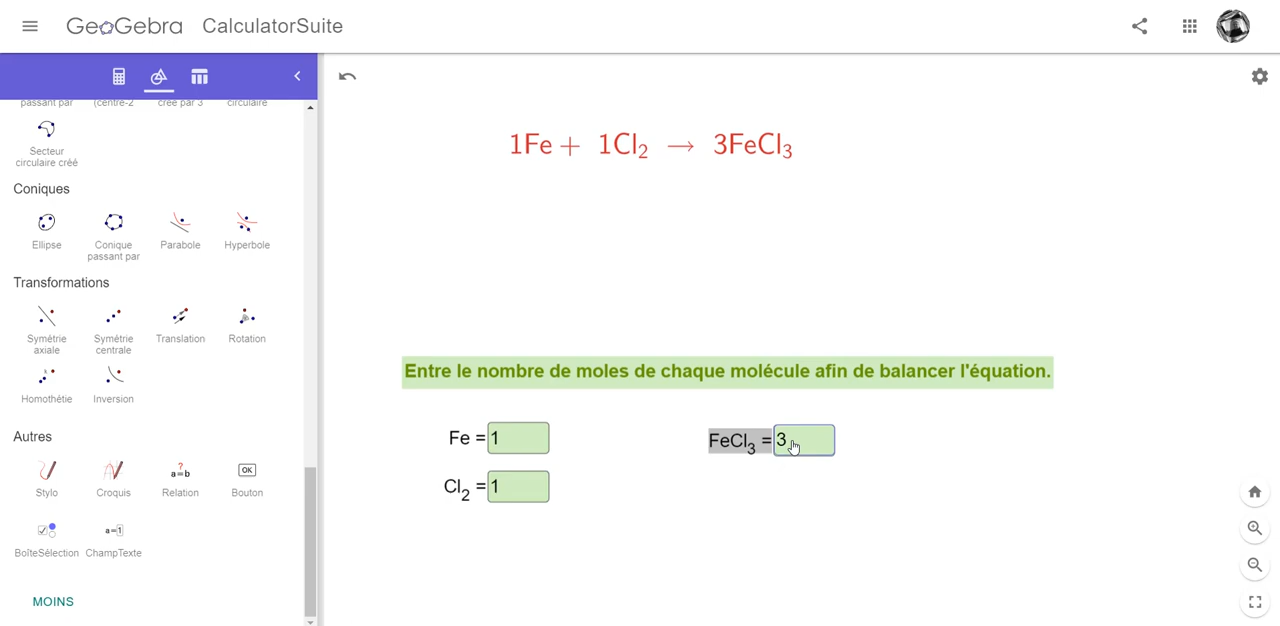 GeoGebra CalculatorSuite
passant par (centre-2 créé par 3 circulaire
Secteur
circulaire créé
Coniques
Ellipse Conique
passant par Parabole Hyperbole
Transformations
Symétrie
axiale Symétrie
centrale Translation Rotation
Homothétie Inversion
Autres
a?=b OK
Stylo Croquis Relation Bouton
a=1
BoîteSélection ChampTexte
MOINS
1Fe + 1Cl₂ → 3FeCl₃
Entre le nombre de moles de chaque molécule afin de balancer l'équation.
Fe = 1 FeCl₃ = 3
Cl₂ = 1